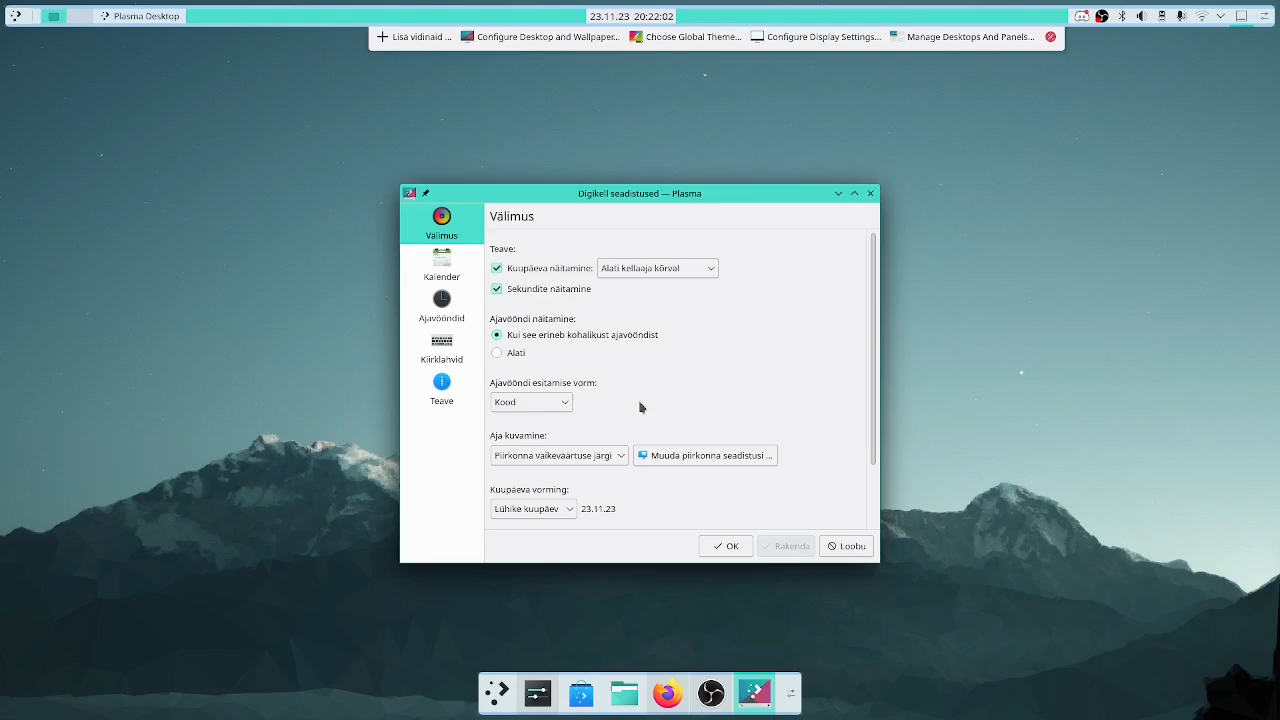 Plasma Desktop
23.11.23 20:22:02
Lisa vidinaid ...
Configure Desktop and Wallpaper...
Choose Global Theme...
Configure Display Settings...
Manage Desktops And Panels...
Digikell seadistused — Plasma
Välimus
Kalender
Ajavööndid
Kiirklahvid
Teave
Välimus
Teave:
Kuupäeva näitamine:
Alati kellaaja kõrval
Sekundite näitamine
Ajavööndi näitamine:
Kui see erineb kohalikust ajavööndist
Alati
Ajavööndi esitamise vorm:
Kood
Aja kuvamine:
Piirkonna vaikeväärtuse järgi
Muuda piirkonna seadistusi ...
Kuupäeva vorming:
Lühike kuupäev
23.11.23
OK
Rakenda
Loobu